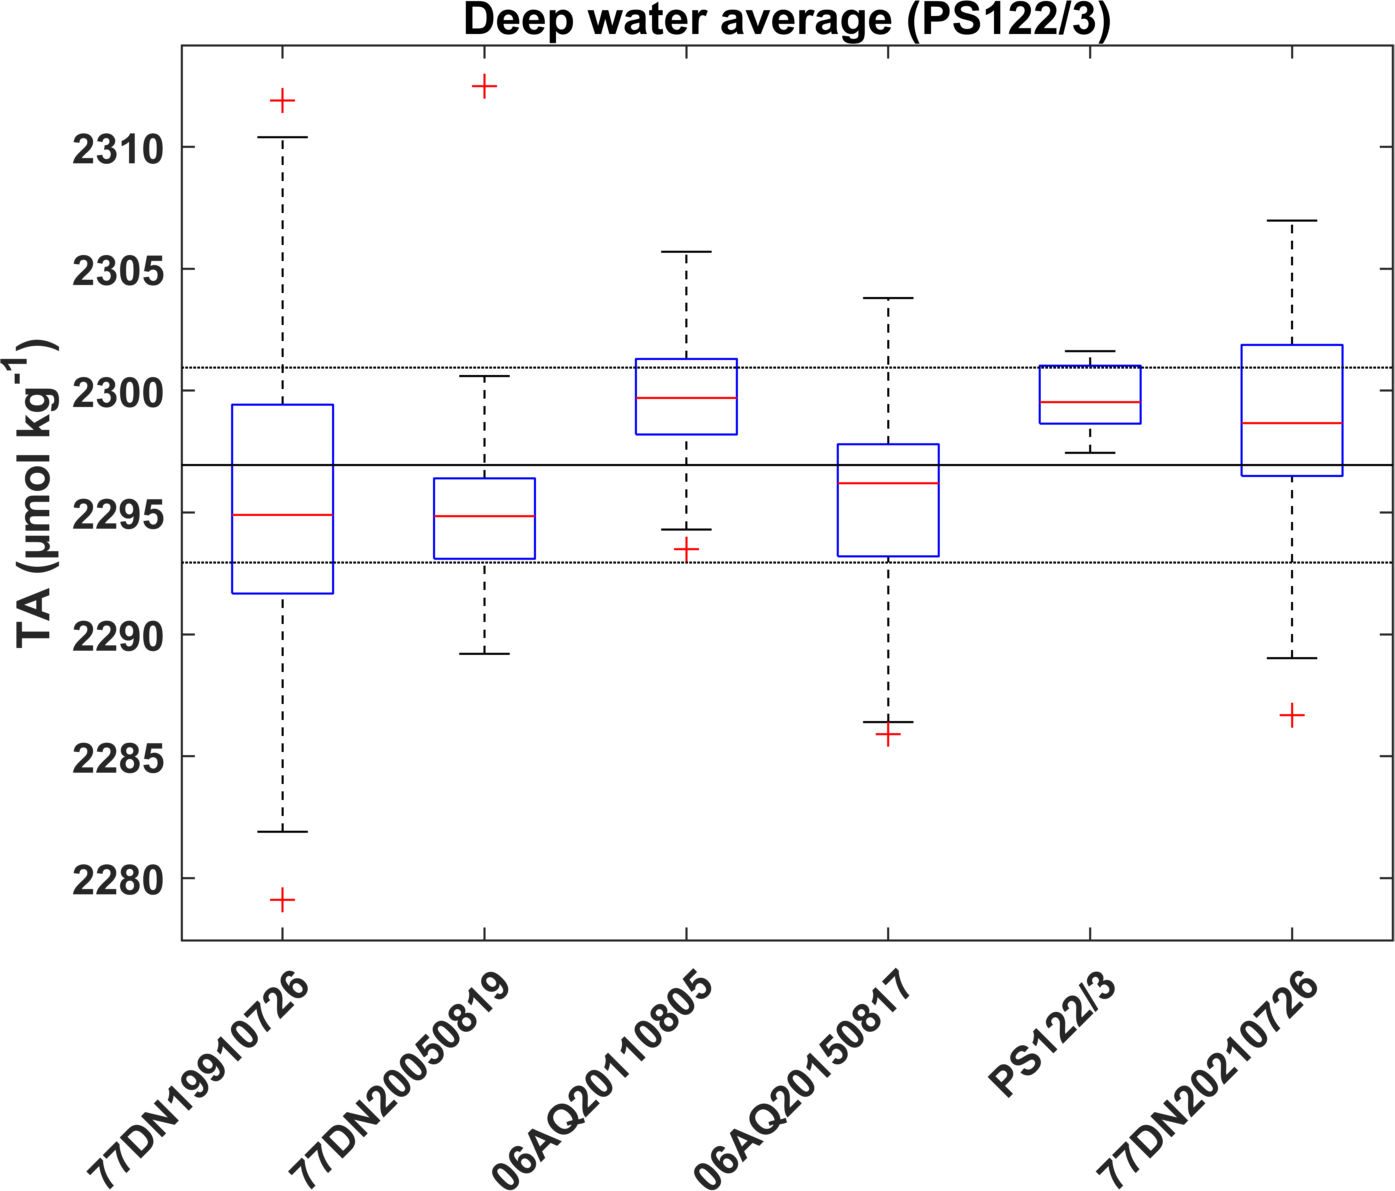 Deep water average (PS122/3)
TA (μmol kg⁻¹)
2310
2305
2300
2295
2290
2285
2280
77DN19910726
77DN20050819
06AQ20110805
06AQ20150817
PS122/3
77DN20210726